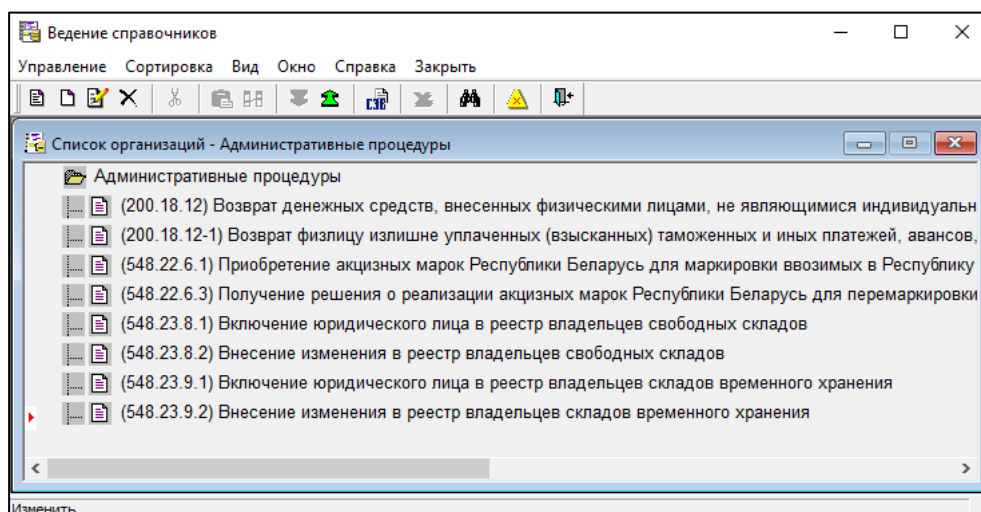 Ведение справочников
Управление Сортировка Вид Окно Справка Закрыть
СЭВ
Список организаций - Административные процедуры
Административные процедуры
(200.18.12) Возврат денежных средств, внесенных физическими лицами, не являющимися индивидуальн
(200.18.12-1) Возврат физлицу излишне уплаченных (взысканных) таможенных и иных платежей, авансов,
(548.22.6.1) Приобретение акцизных марок Республики Беларусь для маркировки ввозимых в Республику
(548.22.6.3) Получение решения о реализации акцизных марок Республики Беларусь для перемаркировки
(548.23.8.1) Включение юридического лица в реестр владельцев свободных складов
(548.23.8.2) Внесение изменения в реестр владельцев свободных складов
(548.23.9.1) Включение юридического лица в реестр владельцев складов временного хранения
(548.23.9.2) Внесение изменения в реестр владельцев складов временного хранения
Изменить